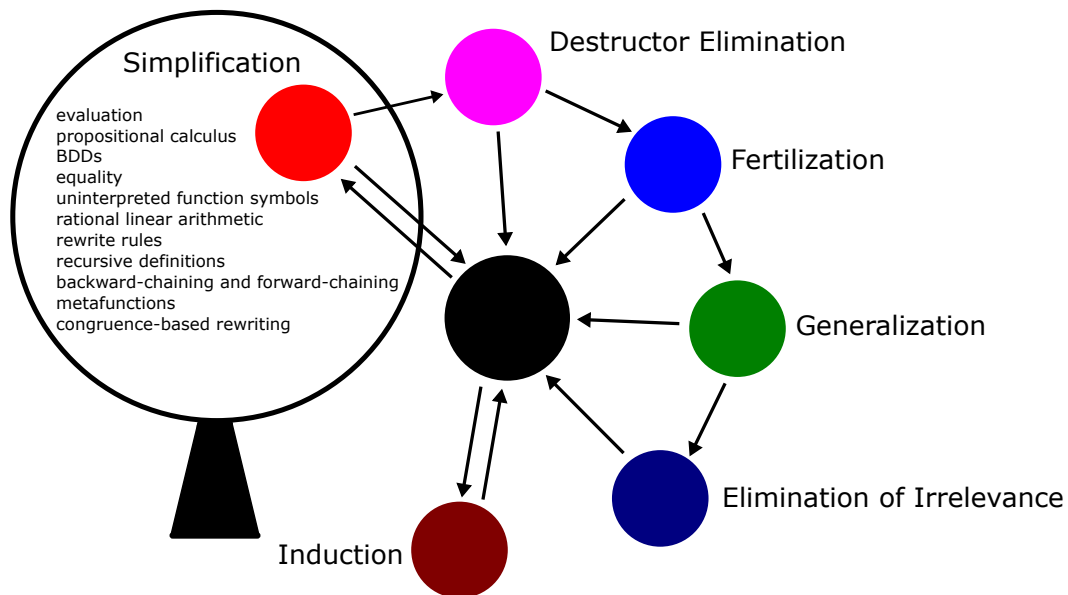 Simplification
evaluation
propositional calculus
BDDs
equality
uninterpreted function symbols
rational linear arithmetic
rewrite rules
recursive definitions
backward-chaining and forward-chaining
metafunctions
congruence-based rewriting
Destructor Elimination
Fertilization
Generalization
Elimination of Irrelevance
Induction